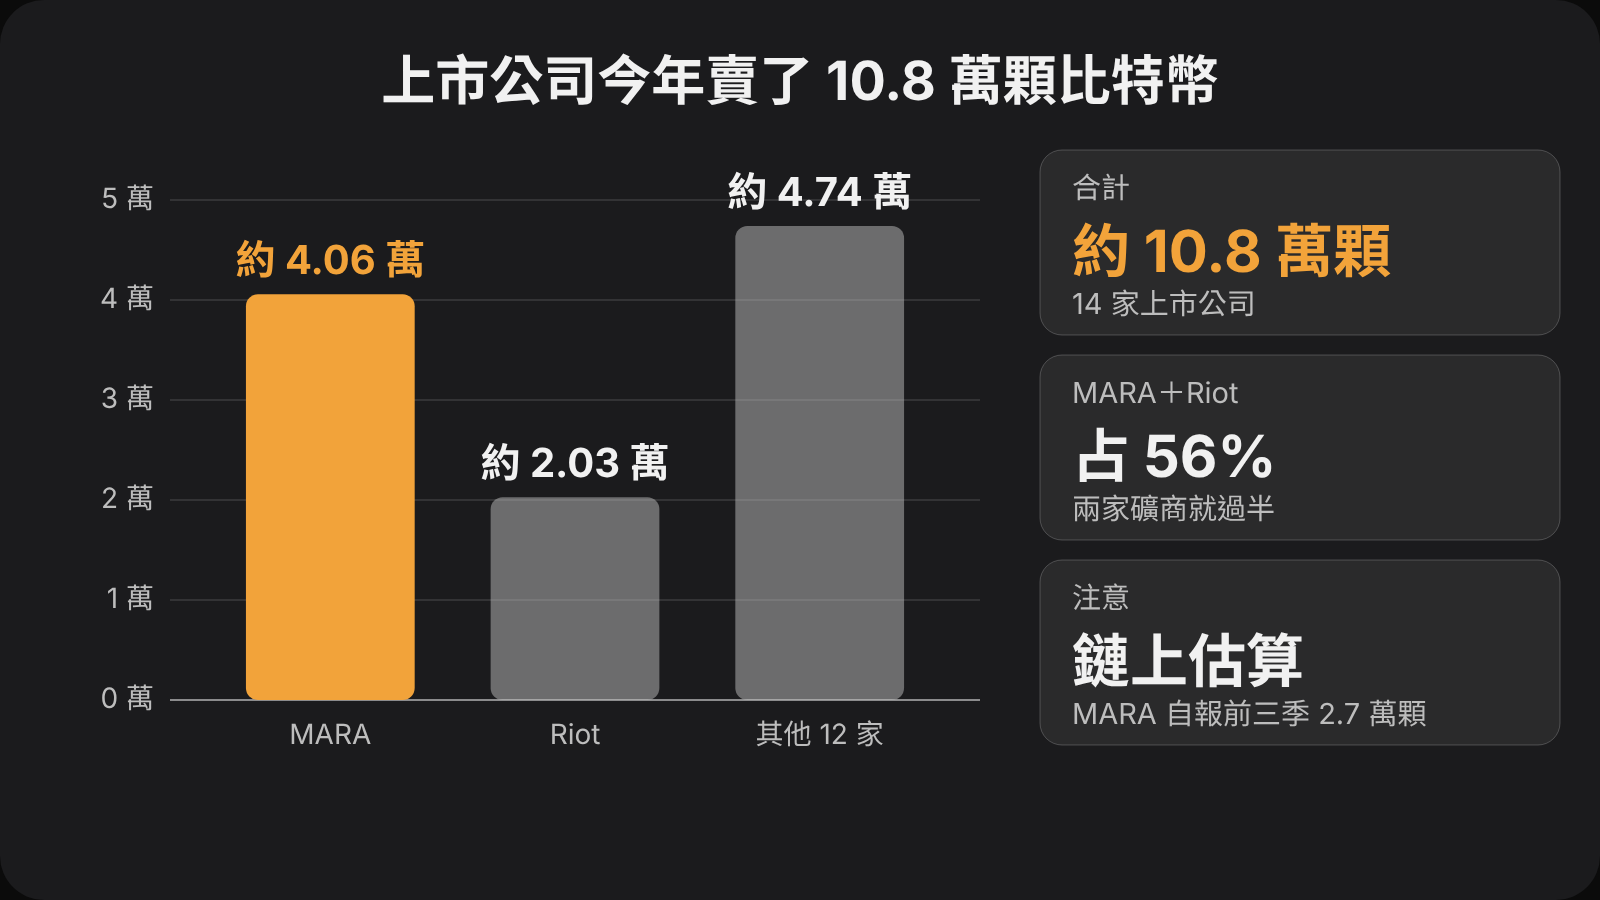 上市公司今年賣了 10.8 萬顆比特幣
5 萬
4 萬
3 萬
2 萬
1 萬
0 萬
約 4.06 萬
約 2.03 萬
約 4.74 萬
MARA
Riot
其他 12 家
合計
約 10.8 萬顆
14 家上市公司
MARA＋Riot
占 56%
兩家礦商就過半
注意
鏈上估算
MARA 自報前三季 2.7 萬顆